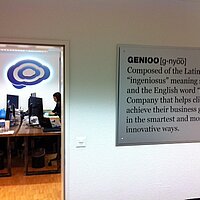 GENIOO [g-nyōō]
Composed of the Latin
"ingeniosus" meaning s
and the English word "
Company that helps cli
achieve their business g
in the smartest and mo
innovative ways.